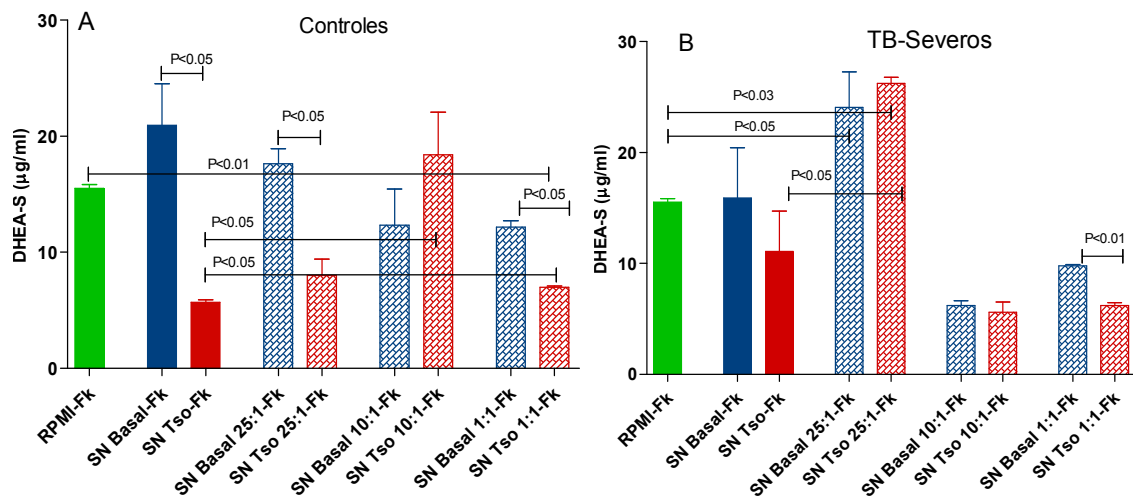 A
Controles
DHEA-S (µg/ml)
30
20
10
0
P<0.05
P<0.05
P<0.01
P<0.05
P<0.05
P<0.05
RPMI-Fk
SN Basal-Fk
SN Tso-Fk
SN Basal 25:1-Fk
SN Tso 25:1-Fk
SN Basal 10:1-Fk
SN Tso 10:1-Fk
SN Basal 1:1-Fk
SN Tso 1:1-Fk
B
TB-Severos
DHEA-S (µg/ml)
30
20
10
0
P<0.03
P<0.05
P<0.05
P<0.01
RPMI-Fk
SN Basal-Fk
SN Tso-Fk
SN Basal 25:1-Fk
SN Tso 25:1-Fk
SN Basal 10:1-Fk
SN Tso 10:1-Fk
SN Basal 1:1-Fk
SN Tso 1:1-Fk